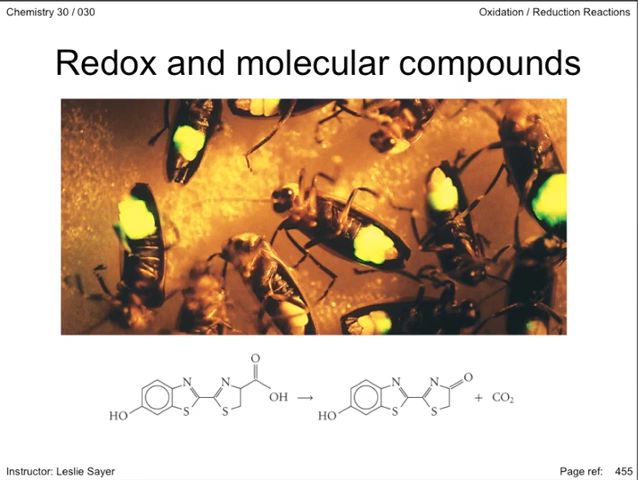 Chemistry 30 / 030
Oxidation / Reduction Reactions
Redox and molecular compounds
O
N N OH → N N O + CO₂
HO S S HO S S
Instructor: Leslie Sayer
Page ref: 455